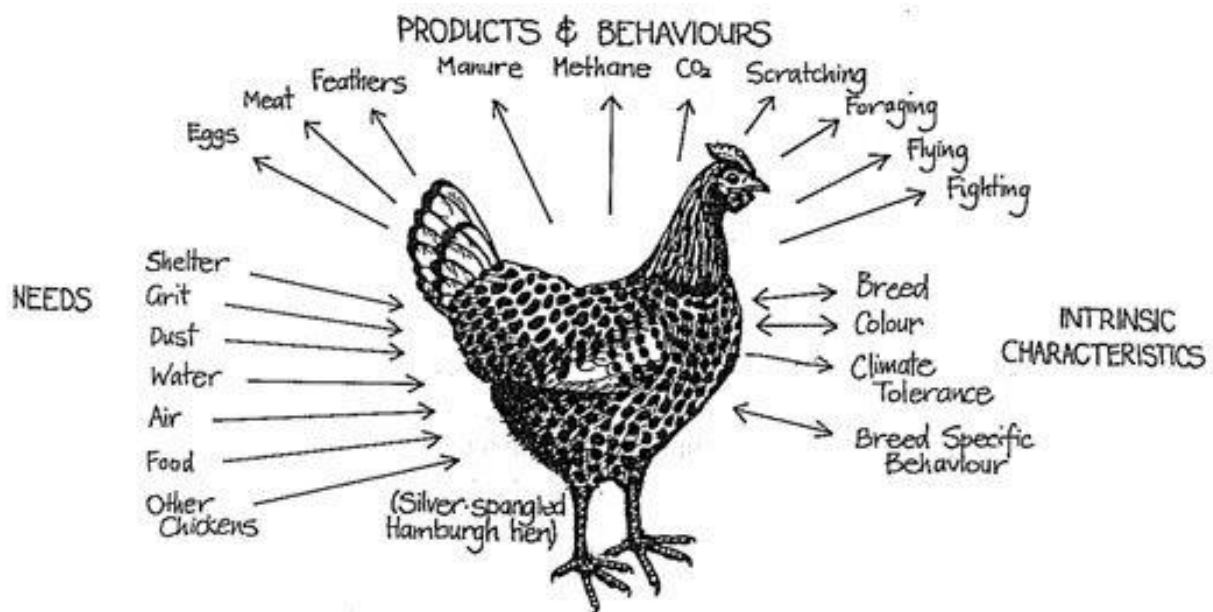 PRODUCTS & BEHAVIOURS
Eggs
Meat
Feathers
Manure
Methane
CO₂
Scratching
Foraging
Flying
Fighting
NEEDS
Shelter
Grit
Dust
Water
Air
Food
Other
Chickens
(Silver-spangled
Hamburgh hen)
Breed
Colour
Climate
Tolerance
Breed Specific
Behaviour
INTRINSIC
CHARACTERISTICS